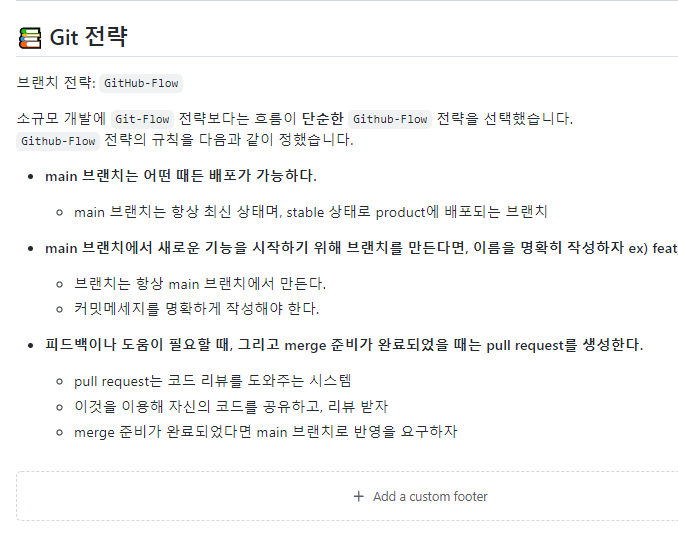 Git 전략
브랜치 전략: GitHub-Flow
소규모 개발에 Git-Flow 전략보다는 흐름이 단순한 Github-Flow 전략을 선택했습니다.
Github-Flow 전략의 규칙을 다음과 같이 정했습니다.
main 브랜치는 어떤 때든 배포가 가능하다.
main 브랜치는 항상 최신 상태며, stable 상태로 product에 배포되는 브랜치
main 브랜치에서 새로운 기능을 시작하기 위해 브랜치를 만든다면, 이름을 명확히 작성하자 ex) feat,
브랜치는 항상 main 브랜치에서 만든다.
커밋메세지를 명확하게 작성해야 한다.
피드백이나 도움이 필요할 때, 그리고 merge 준비가 완료되었을 때는 pull request를 생성한다.
pull request는 코드 리뷰를 도와주는 시스템
이것을 이용해 자신의 코드를 공유하고, 리뷰 받자
merge 준비가 완료되었다면 main 브랜치로 반영을 요구하자
+ Add a custom footer